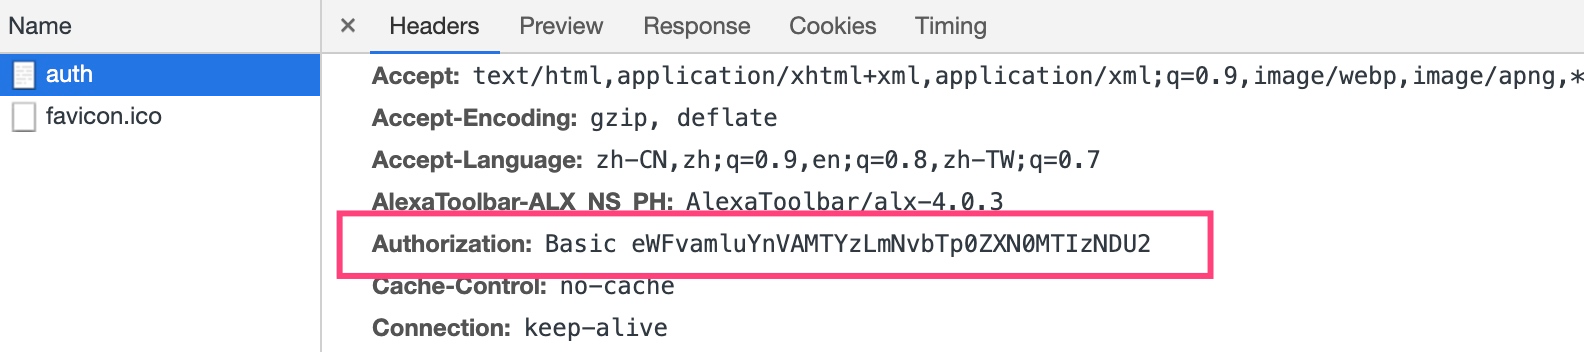 Name
× Headers Preview Response Cookies Timing
auth
favicon.ico
Accept: text/html,application/xhtml+xml,application/xml;q=0.9,image/webp,image/apng,*
Accept-Encoding: gzip, deflate
Accept-Language: zh-CN,zh;q=0.9,en;q=0.8,zh-TW;q=0.7
AlexaToolbar-ALX_NS_PH: AlexaToolbar/alx-4.0.3
Authorization: Basic eWFvamluYnVAMTYzLmNvbTp0ZXN0MTIzNDU2
Cache-Control: no-cache
Connection: keep-alive